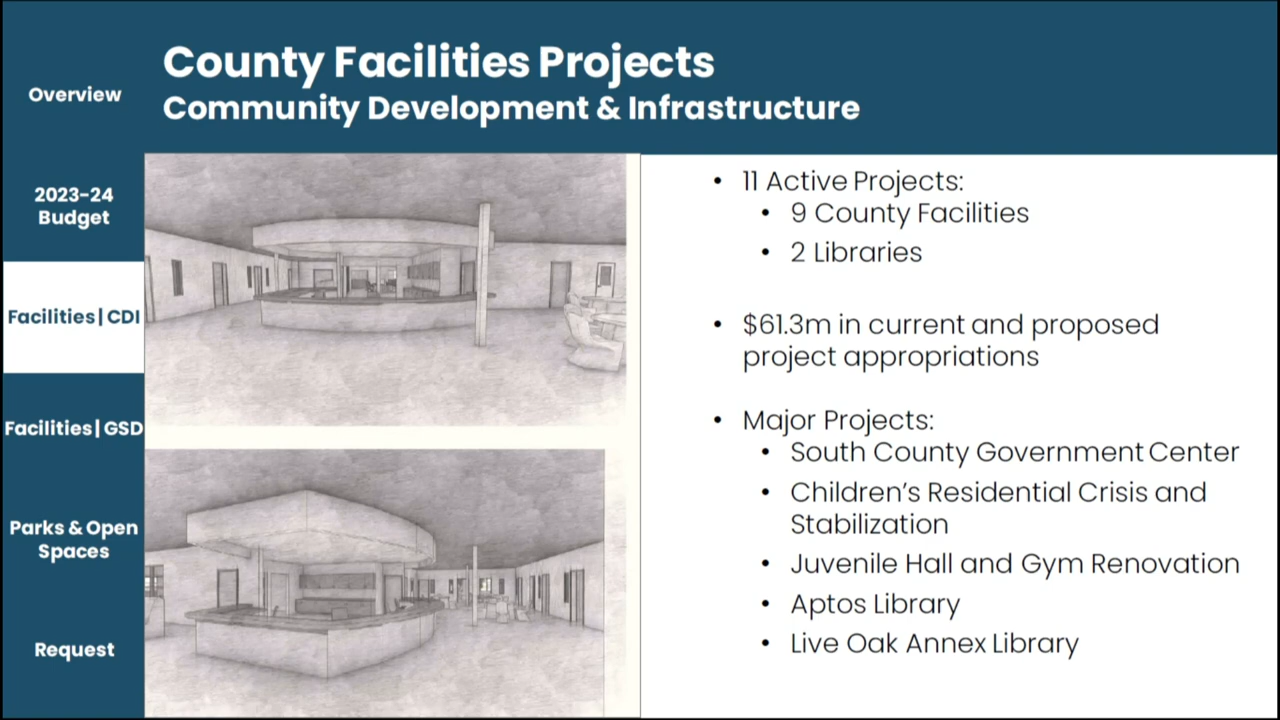 County Facilities Projects
Community Development & Infrastructure
Overview
2023-24
Budget
Facilities | CDI
Facilities | GSD
Parks & Open
Spaces
Request
• 11 Active Projects:
• 9 County Facilities
• 2 Libraries
• $61.3m in current and proposed
project appropriations
• Major Projects:
• South County Government Center
• Children's Residential Crisis and
Stabilization
• Juvenile Hall and Gym Renovation
• Aptos Library
• Live Oak Annex Library